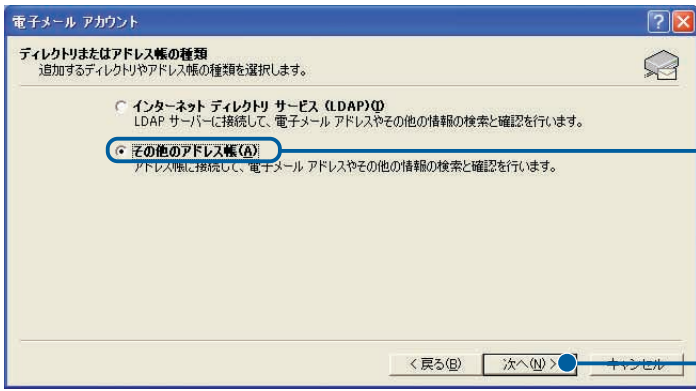 電子メール アカウント
ディレクトリまたはアドレス帳の種類
追加するディレクトリやアドレス帳の種類を選択します。
インターネット ディレクトリ サービス (LDAP)(I)
LDAP サーバーに接続して、電子メール アドレスやその他の情報の検索と確認を行います。
その他のアドレス帳(A)
アドレス帳に接続して、電子メール アドレスやその他の情報の検索と確認を行います。
< 戻る(B) 次へ(N) > キャンセル